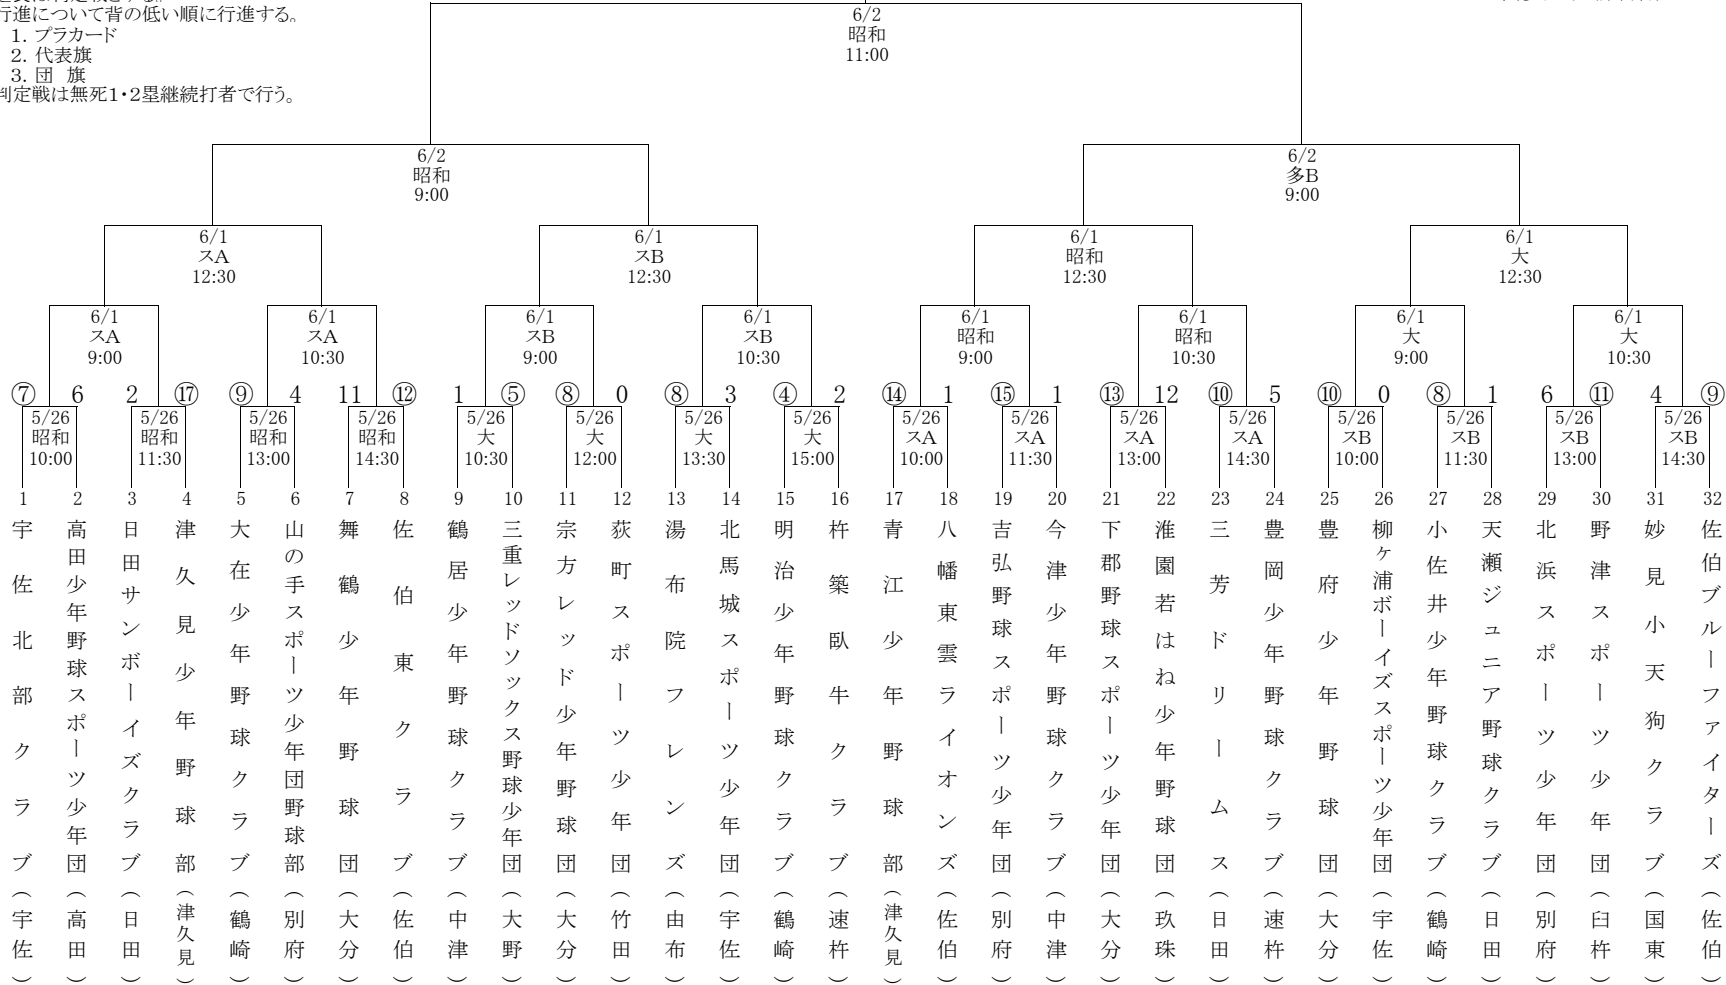 行進について背の低い順に行進する。
1. プラカード
2. 代表旗
3. 団 旗
判定戦は無死1・2塁継続打者で行う。
6/2
昭和
11:00
6/2
昭和
9:00
6/2
多B
9:00
6/1
スA
12:30
6/1
スB
12:30
6/1
昭和
12:30
6/1
大
12:30
6/1
スA
9:00
6/1
スA
10:30
6/1
スB
9:00
6/1
スB
10:30
6/1
昭和
9:00
6/1
昭和
10:30
6/1
大
9:00
6/1
大
10:30
⑦ 6 2 ⑰ ⑨ 4 11 ⑫ 1 ⑤ ⑧ 0 ⑧ 3 ④ 2 ⑭ 1 ⑮ 1 ⑬ 12 ⑩ 5 ⑩ 0 ⑧ 1 6 ⑪ 4 ⑨
5/26
昭和
10:00
5/26
昭和
11:30
5/26
昭和
13:00
5/26
昭和
14:30
5/26
大
10:30
5/26
大
12:00
5/26
大
13:30
5/26
大
15:00
5/26
スA
10:00
5/26
スA
11:30
5/26
スA
13:00
5/26
スA
14:30
5/26
スB
10:00
5/26
スB
11:30
5/26
スB
13:00
5/26
スB
14:30
1 2 3 4 5 6 7 8 9 10 11 12 13 14 15 16 17 18 19 20 21 22 23 24 25 26 27 28 29 30 31 32
宇佐北部クラブ(宇佐)
高田少年野球スポーツ少年団(高田)
日田サンボーイズクラブ(日田)
津久見少年野球部(津久見)
大在少年野球クラブ(鶴崎)
山の手スポーツ少年団野球部(別府)
舞鶴少年野球団(大分)
佐伯東クラブ(佐伯)
鶴居少年野球クラブ(中津)
三重レッドソックス野球少年団(大野)
宗方レッド少年野球団(大分)
荻町スポーツ少年団(竹田)
湯布院フレンズ(由布)
北馬城スポーツ少年団(宇佐)
明治少年野球クラブ(鶴崎)
杵築臥牛クラブ(速杵)
青江少年野球部(津久見)
八幡東雲ライオンズ(佐伯)
吉弘野球スポーツ少年団(別府)
今津少年野球クラブ(中津)
下郡野球スポーツ少年団(大分)
淮園若はね少年野球団(玖珠)
三芳ドリームス(日田)
豊岡少年野球クラブ(速杵)
豊府少年野球団(大分)
柳ヶ浦ボーイズスポーツ少年団(宇佐)
小佐井少年野球クラブ(鶴崎)
天瀬ジュニア野球クラブ(日田)
北浜スポーツ少年団(別府)
野津スポーツ少年団(臼杵)
妙見小天狗クラブ(国東)
佐伯ブルーファイターズ(佐伯)